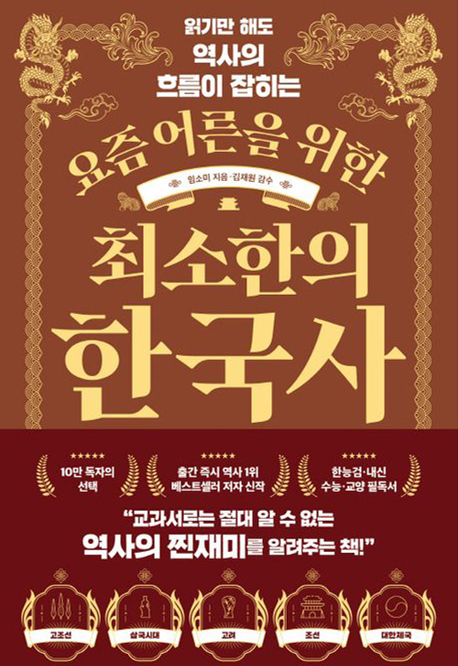 읽기만 해도
역사의
흐름이 잡히는
요즘 어른을 위한
임소미 지음·김재원 감수
최소한의
한국사
10만 독자의
선택
출간 즉시 역사 1위
베스트셀러 저자 신작
한능검·내신
수능·교양 필독서
“교과서로는 절대 알 수 없는
역사의 찐재미를 알려주는 책!”
고조선
삼국시대
고려
조선
대한제국